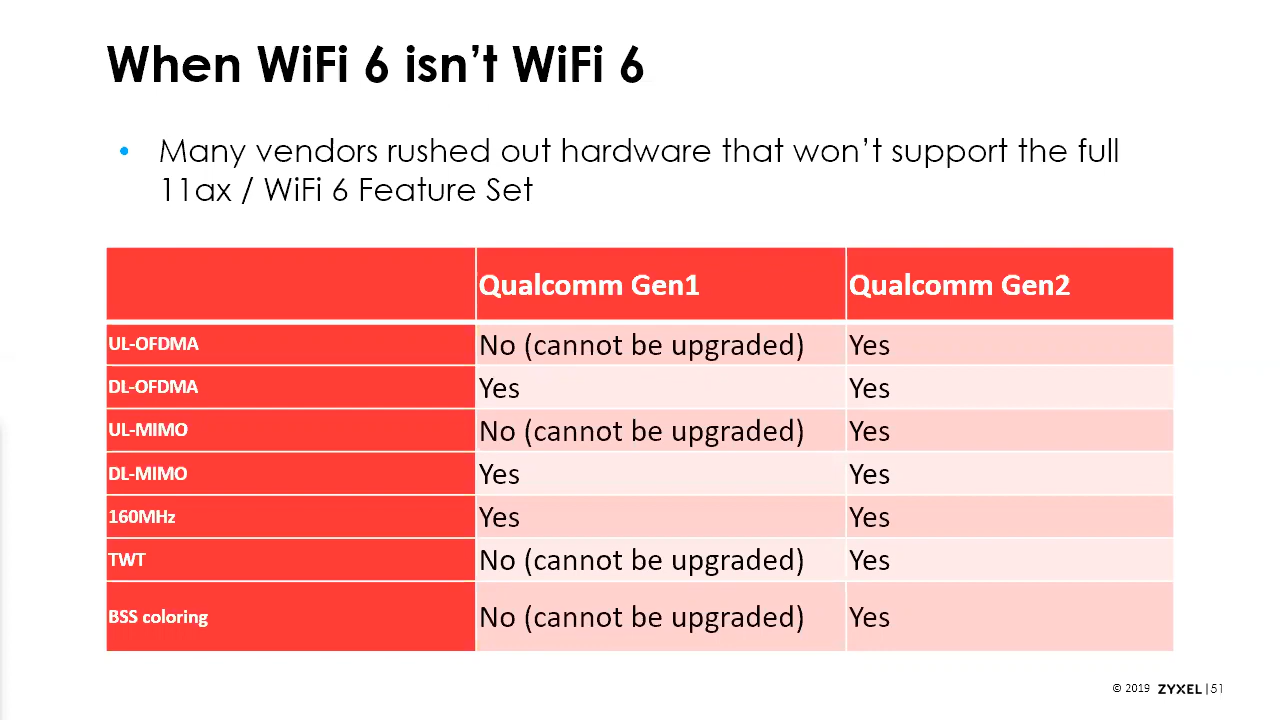 When WiFi 6 isn’t WiFi 6
• Many vendors rushed out hardware that won’t support the full
11ax / WiFi 6 Feature Set
Qualcomm Gen1 Qualcomm Gen2
UL-OFDMA No (cannot be upgraded) Yes
DL-OFDMA Yes Yes
UL-MIMO No (cannot be upgraded) Yes
DL-MIMO Yes Yes
160MHz Yes Yes
TWT No (cannot be upgraded) Yes
BSS coloring No (cannot be upgraded) Yes
© 2019 ZYXEL | 51